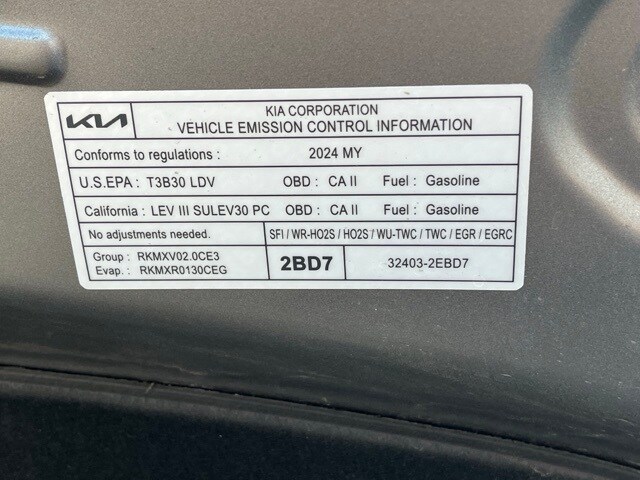 KIA
KIA CORPORATION
VEHICLE EMISSION CONTROL INFORMATION
Conforms to regulations : 2024 MY
U.S.EPA : T3B30 LDV OBD : CA II Fuel : Gasoline
California : LEV III SULEV30 PC OBD : CA II Fuel : Gasoline
No adjustments needed. SFI / WR-HO2S / HO2S / WU-TWC / TWC / EGR / EGRC
Group : RKMXV02.0CE3
Evap. : RKMXR0130CEG
2BD7
32403-2EBD7